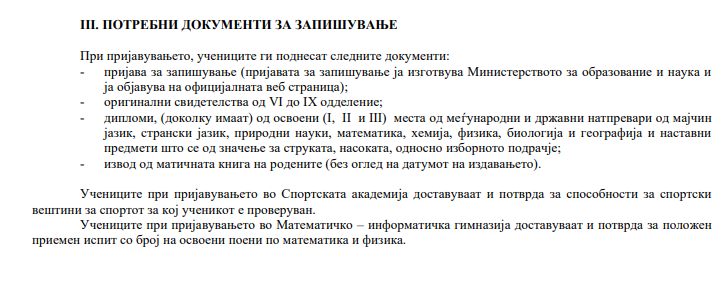 III. ПОТРЕБНИ ДОКУМЕНТИ ЗА ЗАПИШУВАЊЕ
При пријавувањето, учениците ги поднесат следните документи:
- пријава за запишување (пријавата за запишување ја изготвува Министерството за образование и наука и
ја објавува на официјалната веб страница);
- оригинални свидетелства од VI до IX одделение;
- дипломи, (доколку имаат) од освоени (I, II и III) места од меѓународни и државни натпревари од мајчин
јазик, странски јазик, природни науки, математика, хемија, физика, биологија и географија и наставни
предмети што се од значење за струката, насоката, односно изборното подрачје;
- извод од матичната книга на родените (без оглед на датумот на издавањето).
Учениците при пријавувањето во Спортската академија доставуваат и потврда за способности за спортски
вештини за спортот за кој ученикот е проверуван.
Учениците при пријавувањето во Математичко – информатичка гимназија доставуваат и потврда за положен
приемен испит со број на освоени поени по математика и физика.